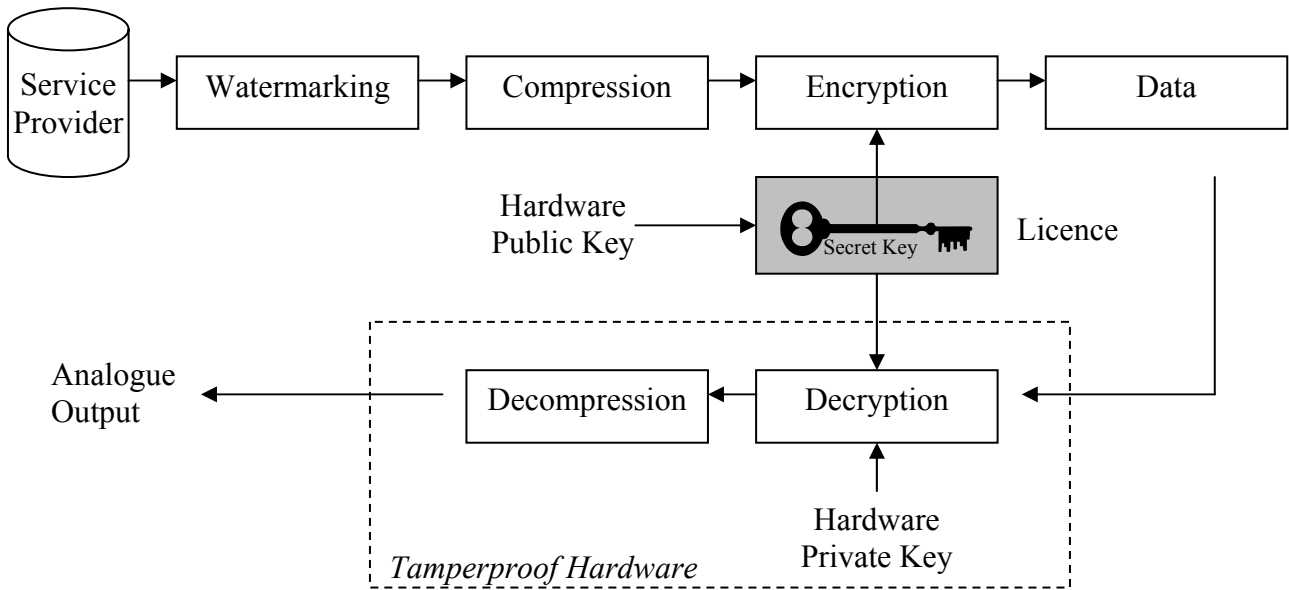 Service
Provider
Watermarking
Compression
Encryption
Data
Hardware
Public Key
Secret Key
Licence
Analogue
Output
Decompression
Decryption
Hardware
Private Key
Tamperproof Hardware